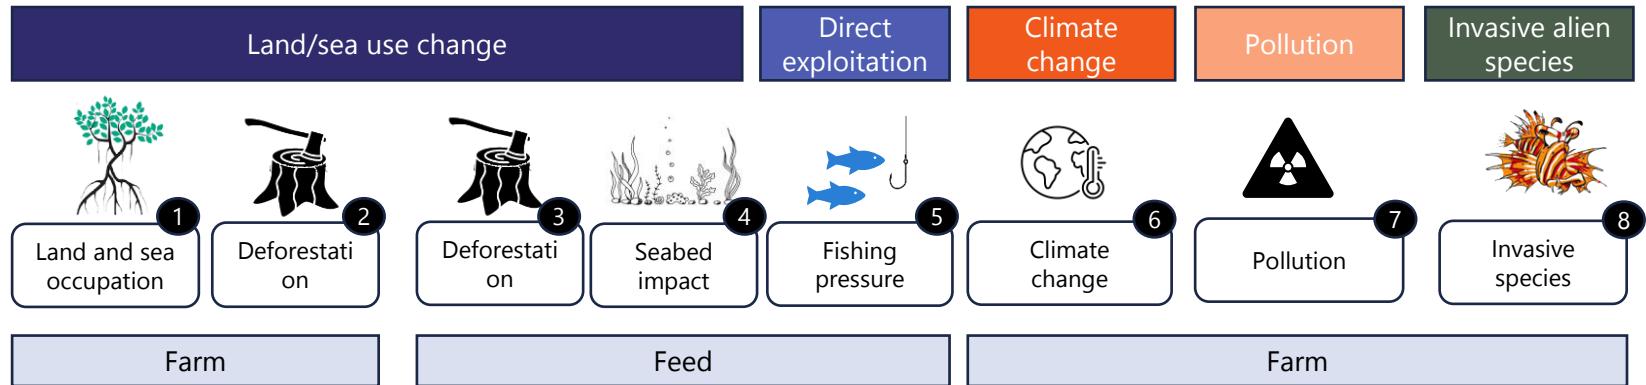 Land/sea use change
Direct
exploitation
Climate
change
Pollution
Invasive alien
species
1
Land and sea
occupation
2
Deforestati
on
3
Deforestati
on
4
Seabed
impact
5
Fishing
pressure
6
Climate
change
7
Pollution
8
Invasive
species
Farm
Feed
Farm